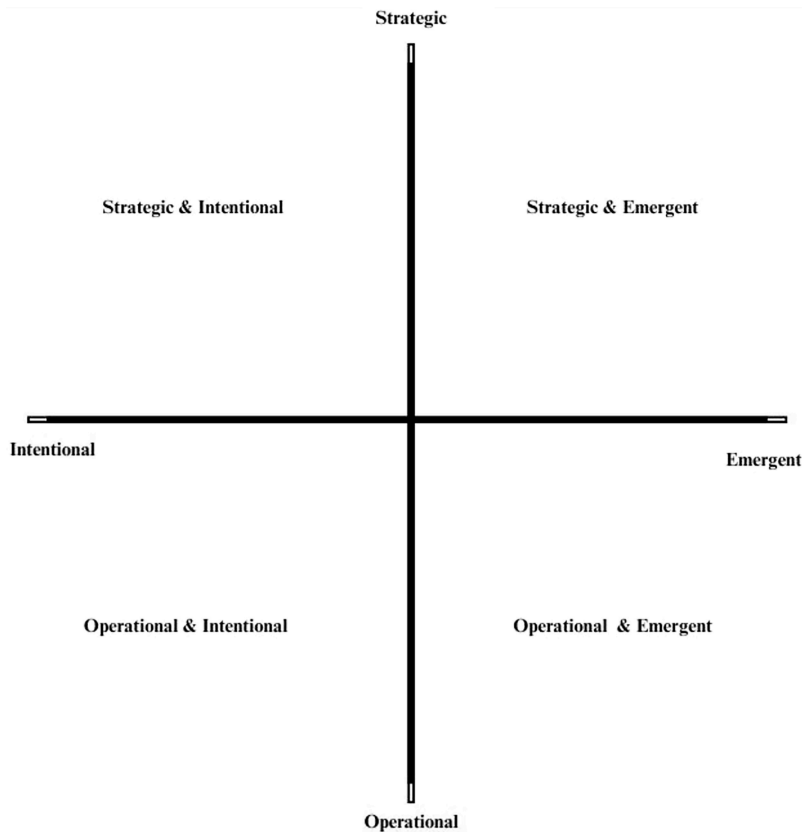 Strategic
Strategic & Intentional
Strategic & Emergent
Intentional
Emergent
Operational & Intentional
Operational & Emergent
Operational